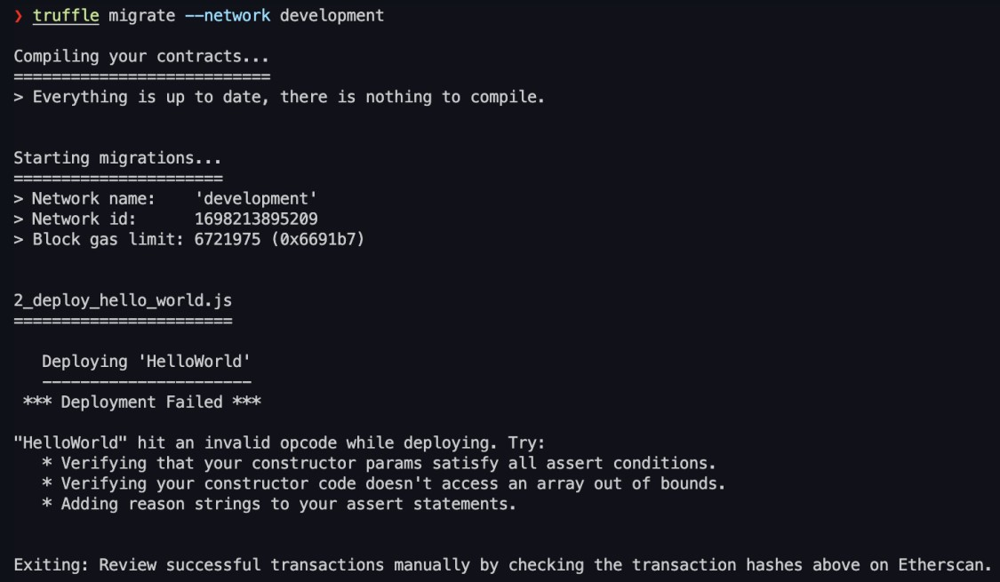 ❯ truffle migrate --network development
Compiling your contracts...
===========================
> Everything is up to date, there is nothing to compile.
Starting migrations...
======================
> Network name:    'development'
> Network id:      1698213895209
> Block gas limit: 6721975 (0x6691b7)
2_deploy_hello_world.js
=======================
   Deploying 'HelloWorld'
   ----------------------
 *** Deployment Failed ***
"HelloWorld" hit an invalid opcode while deploying. Try:
   * Verifying that your constructor params satisfy all assert conditions.
   * Verifying your constructor code doesn't access an array out of bounds.
   * Adding reason strings to your assert statements.
Exiting: Review successful transactions manually by checking the transaction hashes above on Etherscan.